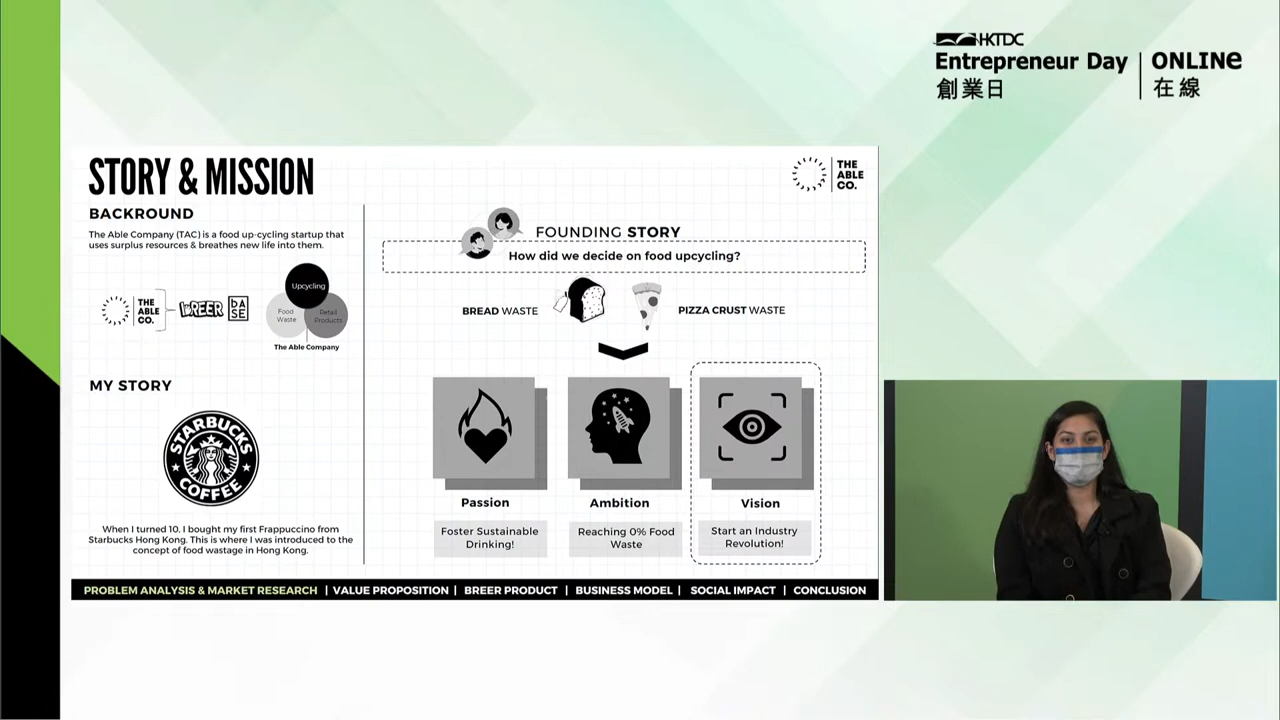 HKTDC
Entrepreneur Day
創業日
ONLINe
在線
STORY & MISSION
THE
ABLE
CO.
BACKROUND
The Able Company (TAC) is a food up-cycling startup that
uses surplus resources & breathes new life into them.
THE
ABLE
CO.
BREER
bA
SE
Upcycling
Food
Waste
Retail
Products
The Able Company
MY STORY
STARBUCKS
COFFEE
When I turned 10. I bought my first Frappuccino from
Starbucks Hong Kong. This is where I was introduced to the
concept of food wastage in Hong Kong.
FOUNDING STORY
How did we decide on food upcycling?
BREAD WASTE
PIZZA CRUST WASTE
Passion
Foster Sustainable
Drinking!
Ambition
Reaching 0% Food
Waste
Vision
Start an Industry
Revolution!
PROBLEM ANALYSIS & MARKET RESEARCH | VALUE PROPOSITION | BREER PRODUCT | BUSINESS MODEL | SOCIAL IMPACT | CONCLUSION